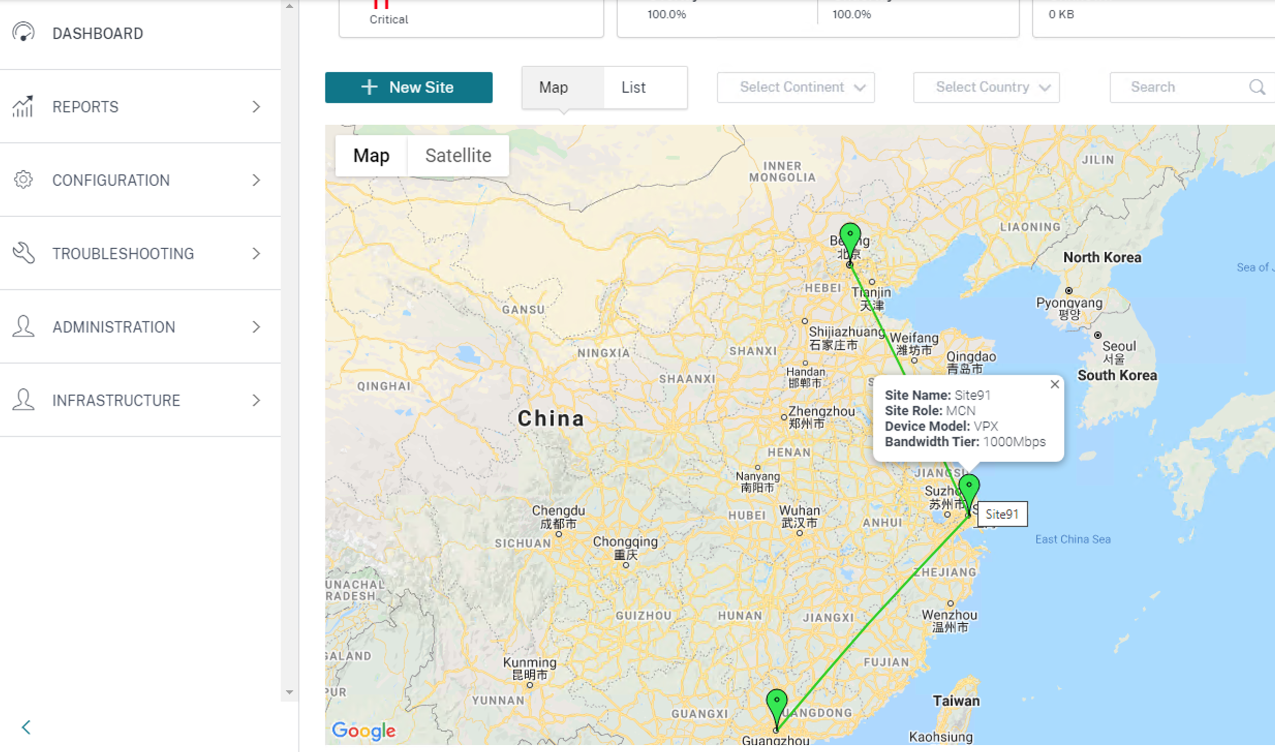 Critical
100.0%
100.0%
0 KB
DASHBOARD
REPORTS
CONFIGURATION
TROUBLESHOOTING
ADMINISTRATION
INFRASTRUCTURE
New Site
Map
List
Select Continent
Select Country
Search
Map
Satellite
INNER
MONGOLIA
JILIN
LIAONING
北京
North Korea
HEBEI
Tianjin
天津
Sea of
GANSU
Pyongyang
평양
Shijiazhuang
石家庄市
Weifang
潍坊市
Seoul
서울
NINGXIA
SHANXI
Qingdao
青岛市
South Korea
Handan
邯郸市
SHAANXI
QINGHAI
Site Name: Site91
Site Role: MCN
Device Model: VPX
Bandwidth Tier: 1000Mbps
China
Zhengzhou
郑州市
HENAN
JIANGSU
Nanyang
南阳市
苏州市
Site91
Chengdu
成都市
HUBEI
Wuhan
武汉市
ANHUI
SICHUAN
Chongqing
重庆
East China Sea
ZHEJIANG
UNACHAL
RADESH
GUIZHOU
HUNAN
JIANGXI
Wenzhou
温州市
GALAND
Kunming
昆明市
FUJIAN
PUR
YUNNAN
GUANGXI
UANGDONG
Taiwan
Google
Guangzhou
Kaohsiung